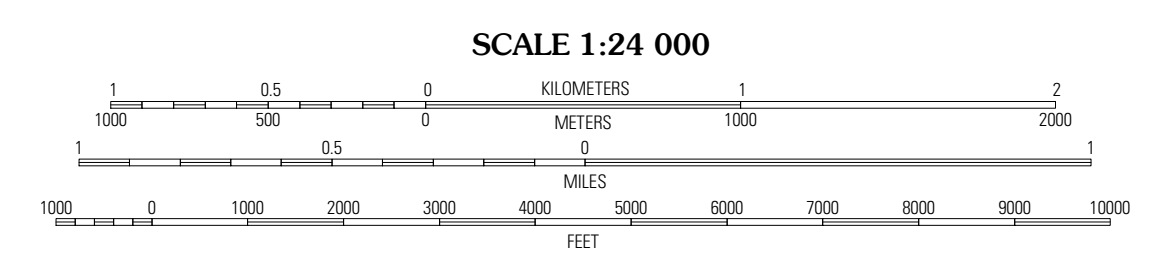 SCALE 1:24 000
1 0.5 0 KILOMETERS 1 2
1000 500 0 METERS 1000 2000
1 0.5 0 1
MILES
1000 0 1000 2000 3000 4000 5000 6000 7000 8000 9000 10000
FEET